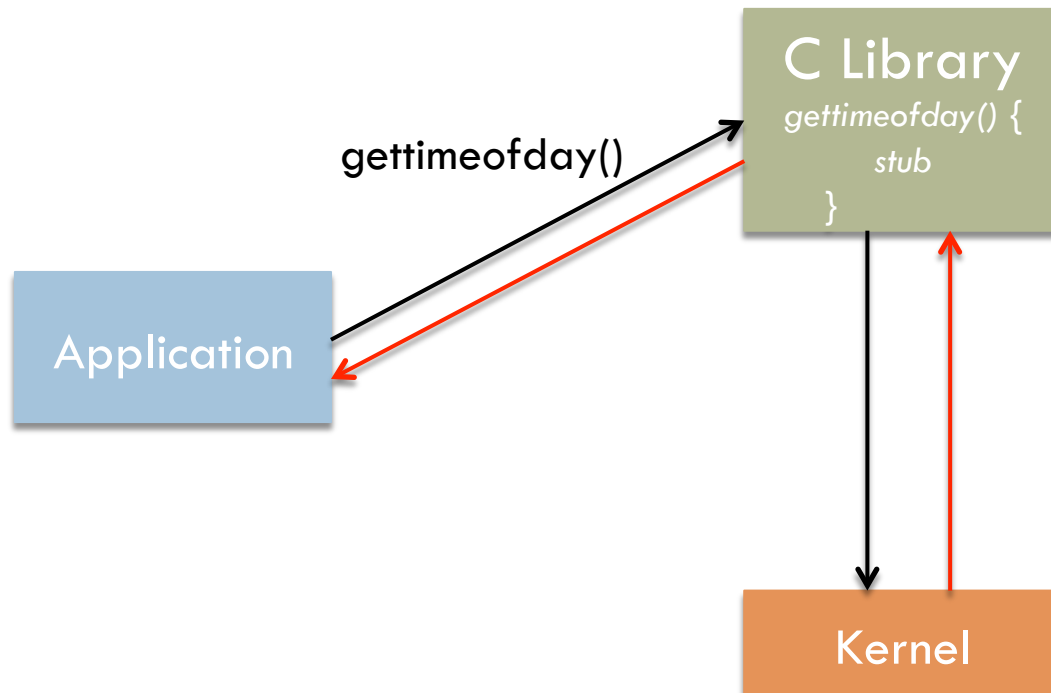 C Library
gettimeofday() {
stub
}
gettimeofday()
Application
Kernel